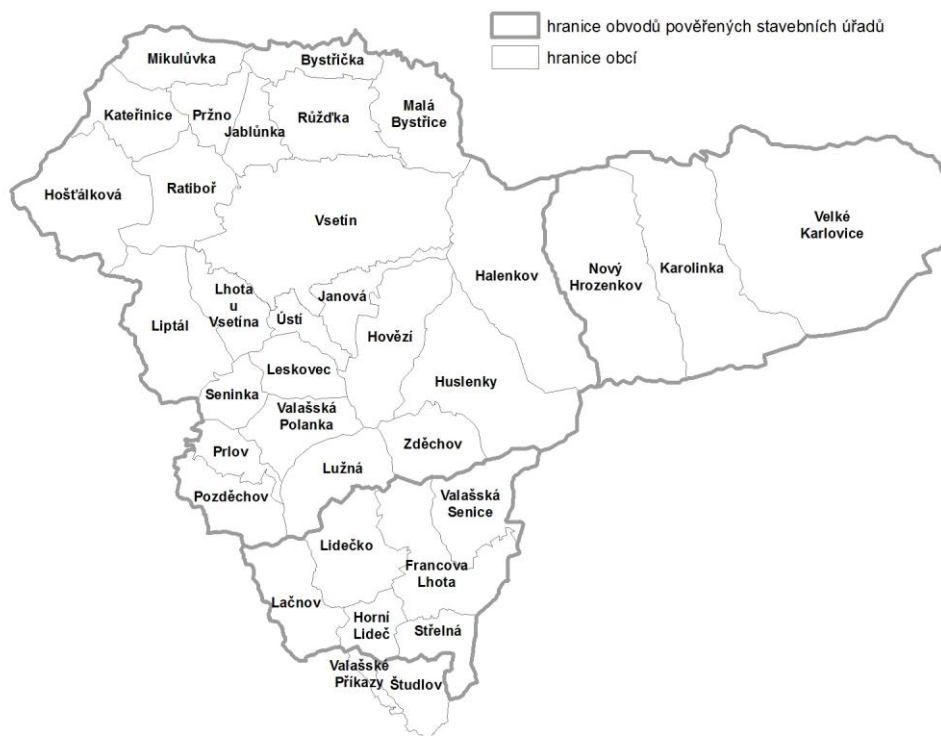 hranice obvodů pověřených stavebních úřadů
hranice obcí
Mikulůvka
Bystřička
Kateřinice
Pržno
Jablůnka
Růžďka
Malá
Bystřice
Hošťálková
Ratiboř
Vsetín
Velké
Karlovice
Halenkov
Nový
Hrozenkov
Karolinka
Liptál
Lhota
u
Vsetína
Ústí
Janová
Hovězí
Leskovec
Huslenky
Seninka
Valašská
Polanka
Zděchov
Prlov
Lužná
Pozděchov
Valašská
Senice
Lidečko
Francova
Lhota
Lačnov
Horní
Lideč
Střelná
Valašské
Příkazy
Študlov